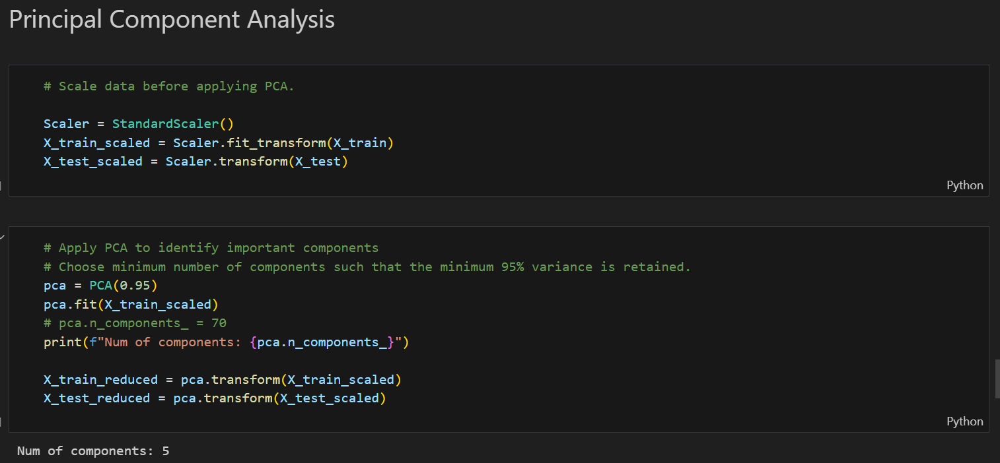 Principal Component Analysis
# Scale data before applying PCA.
Scaler = StandardScaler()
X_train_scaled = Scaler.fit_transform(X_train)
X_test_scaled = Scaler.transform(X_test)
Python
# Apply PCA to identify important components
# Choose minimum number of components such that the minimum 95% variance is retained.
pca = PCA(0.95)
pca.fit(X_train_scaled)
# pca.n_components_ = 70
print(f"Num of components: {pca.n_components_}")
X_train_reduced = pca.transform(X_train_scaled)
X_test_reduced = pca.transform(X_test_scaled)
Python
Num of components: 5